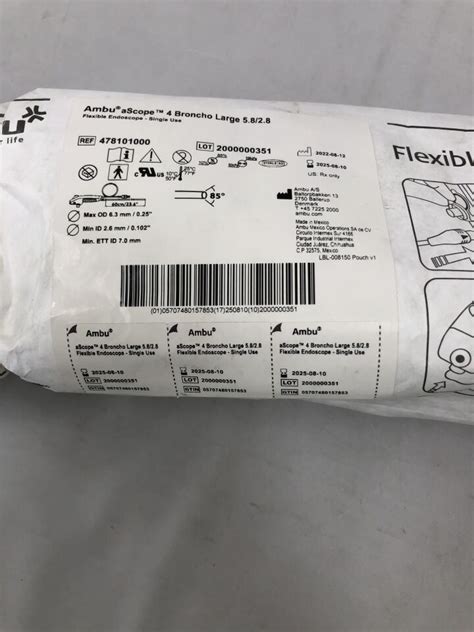 bu
r life
Ambu® aScope™ 4 Broncho Large 5.8/2.8
Flexible Endoscope - Single Use
REF 478101000
LOT 2000000351
2022-08-12
2025-08-10
US: Rx only
85°
60cm/23.6"
Max OD 6.3 mm / 0.25"
Min ID 2.6 mm / 0.102"
Min. ETT ID 7.0 mm
Ambu A/S
Baltorpbakken 13
2750 Ballerup
Denmark
T +45 7225 2000
ambu.com
Made in Mexico
Ambu Mexico Operations SA de CV
Circuito Intermex Sur 4166
Parque Industrial Intermex
Ciudad Juárez, Chihuahua
C.P 32575, Mexico
LBL-008150 Pouch v1
(01)05707480157853(17)250810(10)2000000351
Flexibl
Ambu®
aScope™ 4 Broncho Large 5.8/2.8
Flexible Endoscope - Single Use
2025-08-10
LOT 2000000351
GTIN 05707480157853
Ambu®
aScope™ 4 Broncho Large 5.8/2.8
Flexible Endoscope - Single Use
2025-08-10
LOT 2000000351
GTIN 05707480157853
Ambu®
aScope™ 4 Broncho Large 5.8/2.8
Flexible Endoscope - Single Use
2025-08-10
LOT 2000000351
GTIN 05707480157853